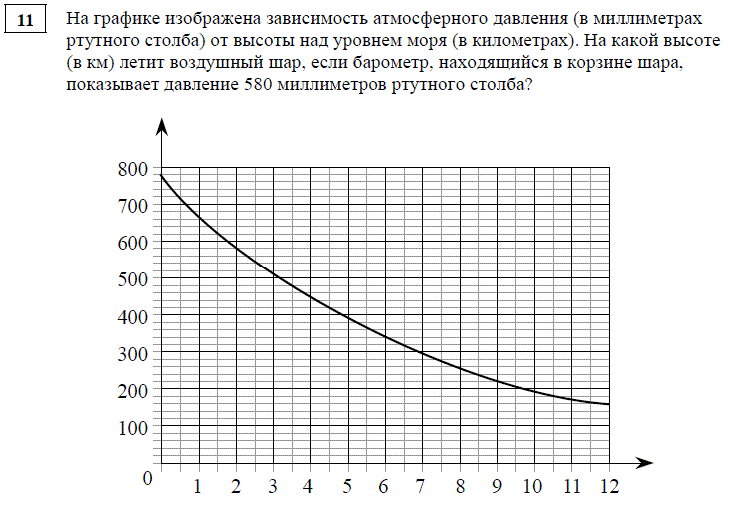 11
На графике изображена зависимость атмосферного давления (в миллиметрах
ртутного столба) от высоты над уровнем моря (в километрах). На какой высоте
(в км) летит воздушный шар, если барометр, находящийся в корзине шара,
показывает давление 580 миллиметров ртутного столба?
800
700
600
500
400
300
200
100
0
1 2 3 4 5 6 7 8 9 10 11 12